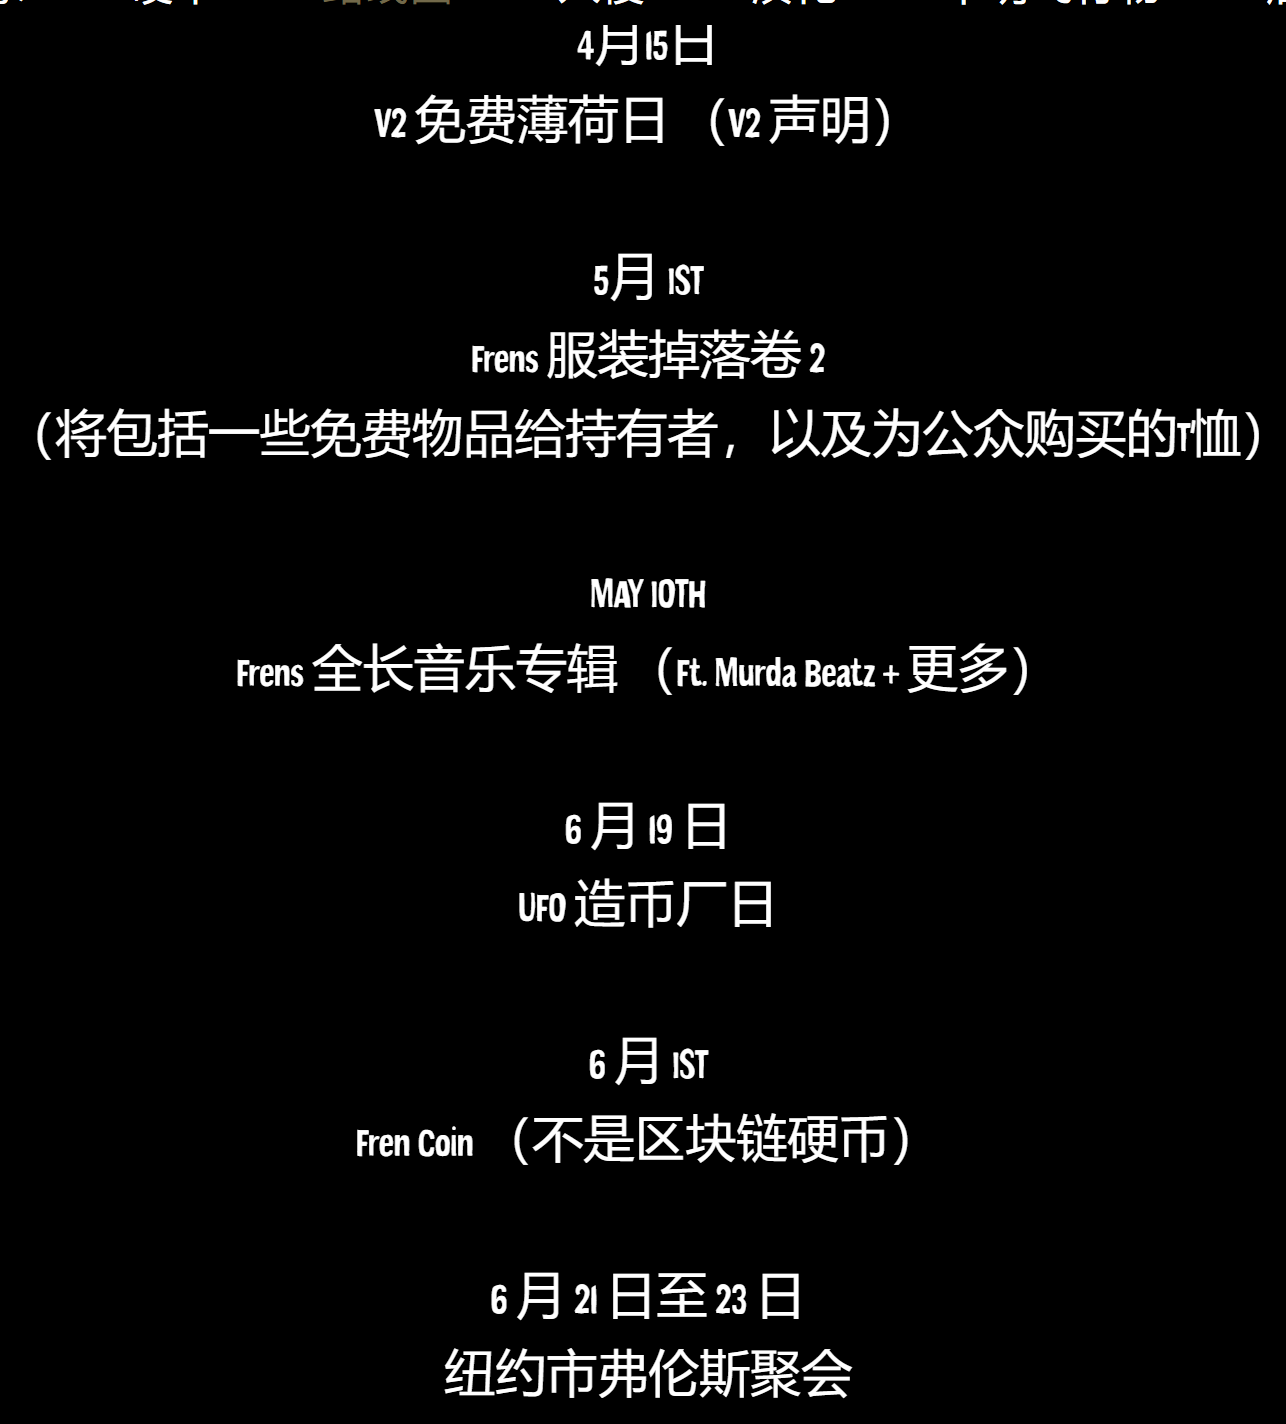 4月15日
V2 免费薄荷日 （V2 声明）
5月 1ST
Frens 服装掉落卷 2
（将包括一些免费物品给持有者，以及为公众购买的T恤）
MAY 10TH
Frens 全长音乐专辑 （Ft. Murda Beatz + 更多）
6 月 19 日
UFO 造币厂日
6 月 1ST
Fren Coin （不是区块链硬币）
6 月 21 日至 23 日
纽约市弗伦斯聚会